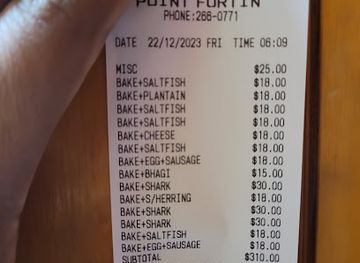 POINT FORTIN
PHONE:266-0771
DATE 22/12/2023 FRI TIME 06:09
MISC $25.00
BAKE+SALTFISH $18.00
BAKE+PLANTAIN $18.00
BAKE+SALTFISH $18.00
BAKE+SALTFISH $18.00
BAKE+CHEESE $18.00
BAKE+SALTFISH $18.00
BAKE+EGG+SAUSAGE $18.00
BAKE+BHAGI $15.00
BAKE+SHARK $30.00
BAKE+S/HERRING $18.00
BAKE+SHARK $30.00
BAKE+SHARK $30.00
BAKE+SALTFISH $18.00
BAKE+EGG+SAUSAGE $18.00
SUBTOTAL $310.00